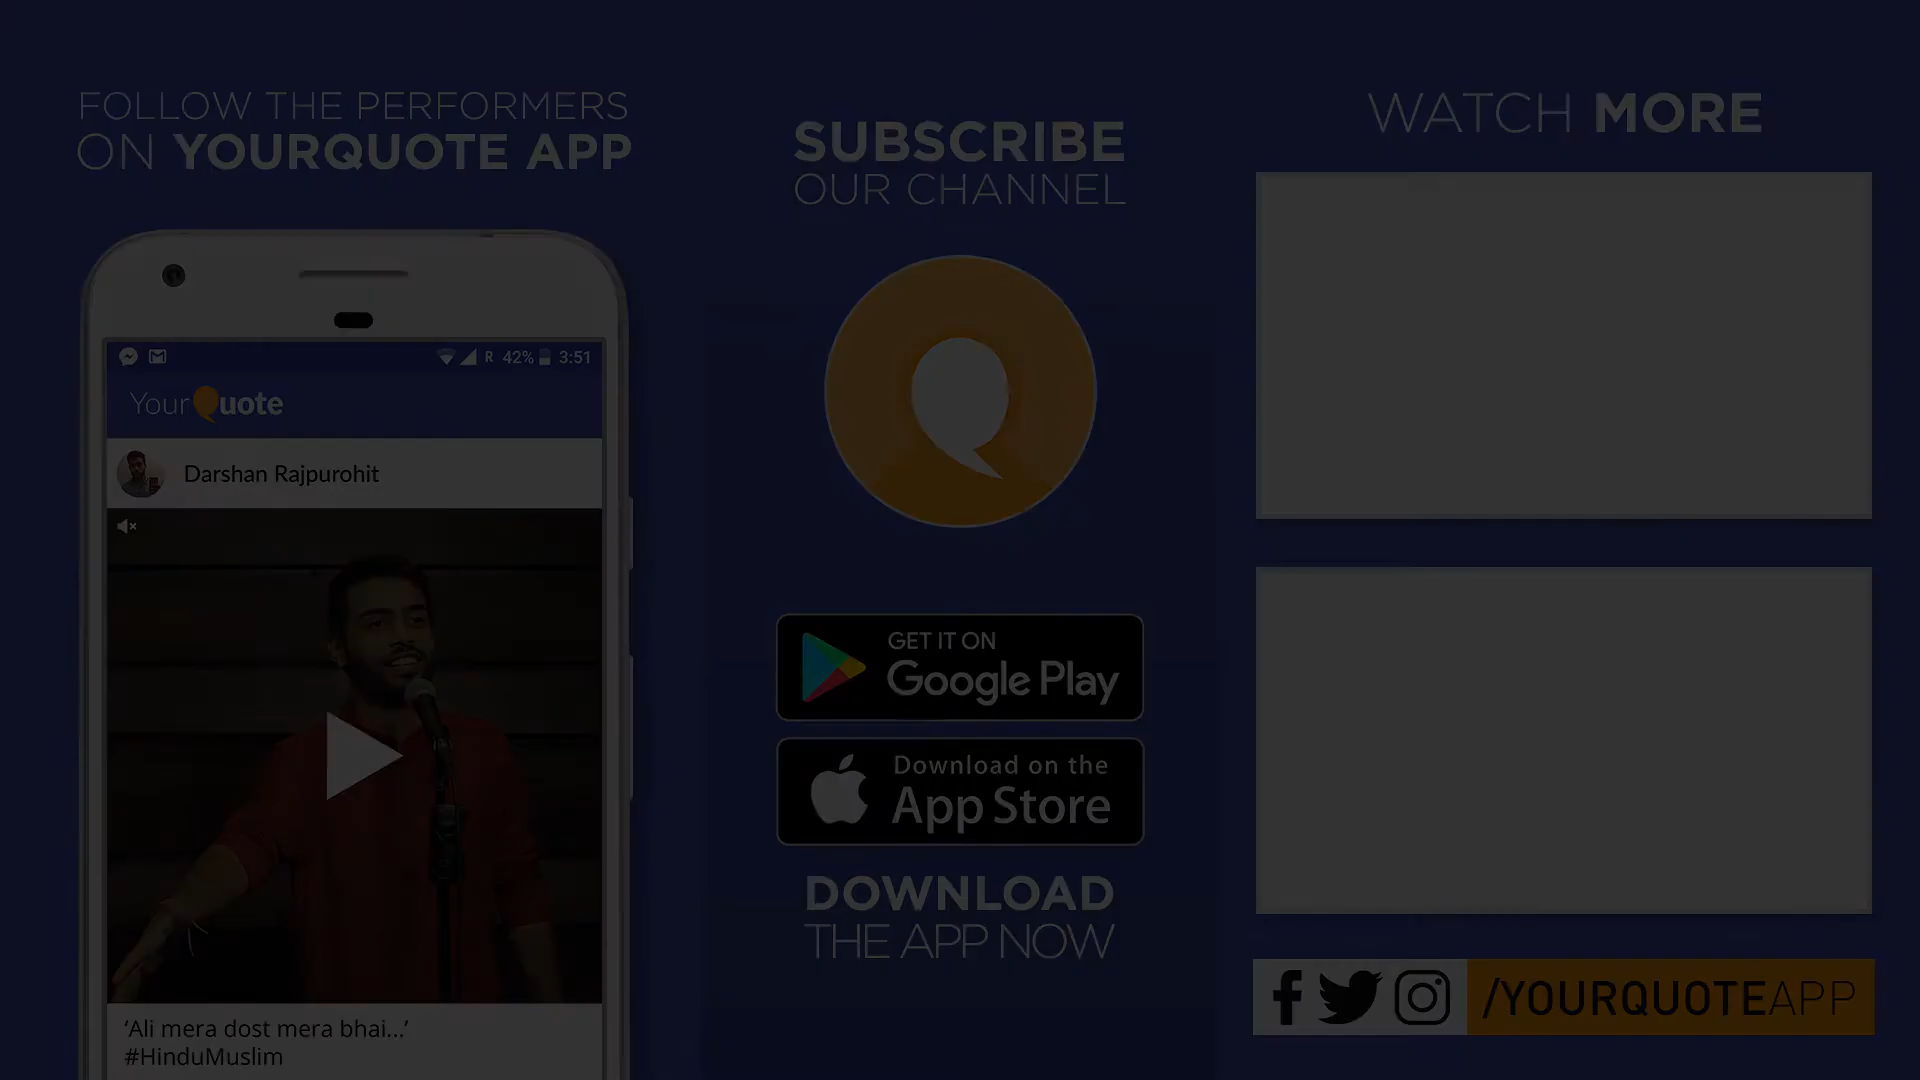 FOLLOW THE PERFORMERS
ON YOURQUOTE APP
R 42% 3:51
YourQuote
Darshan Rajpurohit
‘Ali mera dost mera bhai...’
#HinduMuslim
SUBSCRIBE
OUR CHANNEL
GET IT ON
Google Play
Download on the
App Store
DOWNLOAD
THE APP NOW
WATCH MORE
/YOURQUOTEAPP